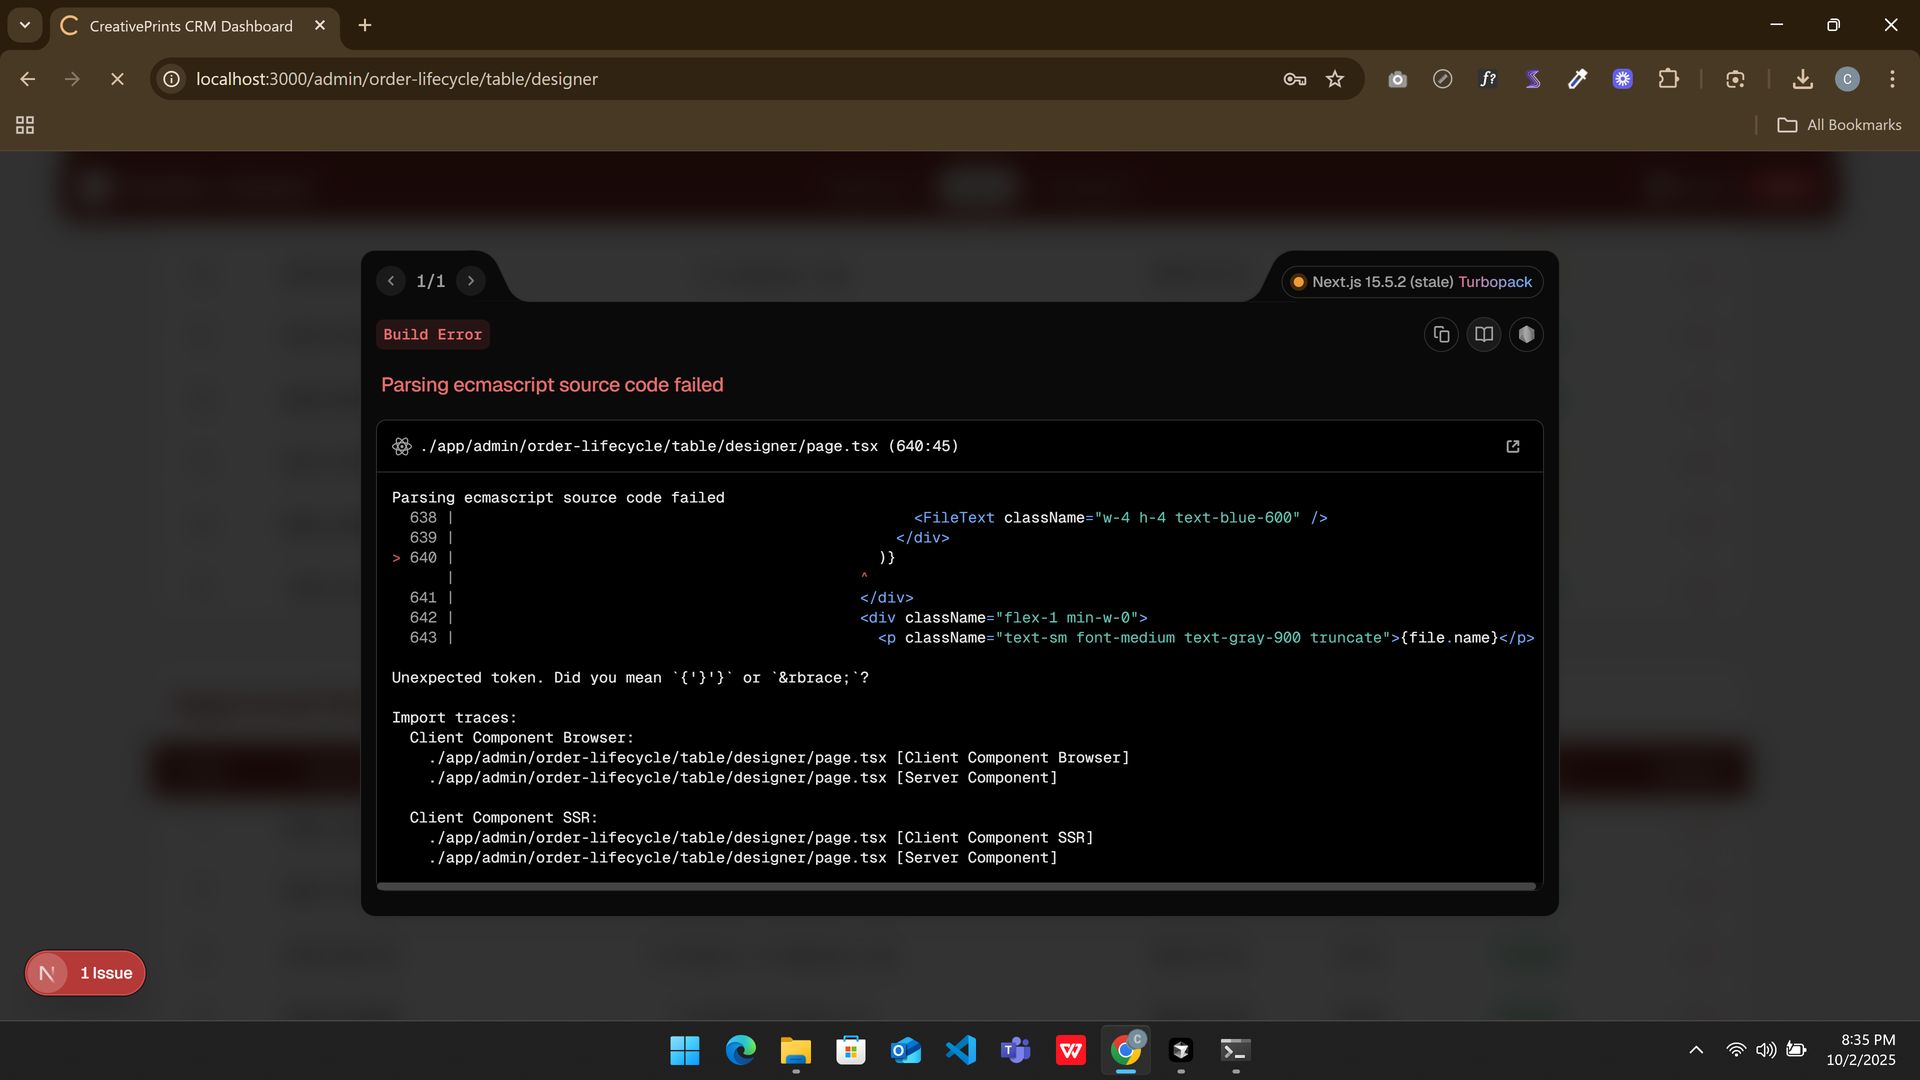 CreativePrints CRM Dashboard
localhost:3000/admin/order-lifecycle/table/designer
f?
C
All Bookmarks
1/1
Next.js 15.5.2 (stale) Turbopack
Build Error
Parsing ecmascript source code failed
./app/admin/order-lifecycle/table/designer/page.tsx (640:45)
Parsing ecmascript source code failed
638 | <FileText className="w-4 h-4 text-blue-600" />
639 | </div>
> 640 | )}
| ^
641 | </div>
642 | <div className="flex-1 min-w-0">
643 | <p className="text-sm font-medium text-gray-900 truncate">{file.name}</p>
Unexpected token. Did you mean `{'}'}` or `&rbrace;`?
Import traces:
Client Component Browser:
./app/admin/order-lifecycle/table/designer/page.tsx [Client Component Browser]
./app/admin/order-lifecycle/table/designer/page.tsx [Server Component]
Client Component SSR:
./app/admin/order-lifecycle/table/designer/page.tsx [Client Component SSR]
./app/admin/order-lifecycle/table/designer/page.tsx [Server Component]
N 1 Issue
8:35 PM
10/2/2025